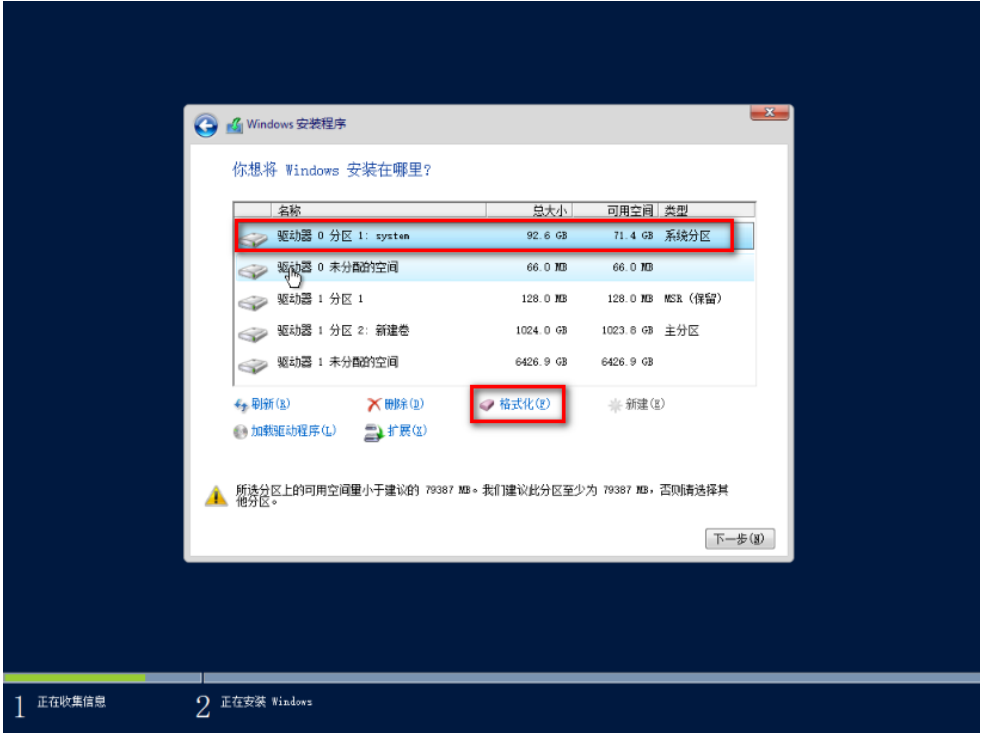 Windows 安装程序
你想将 Windows 安装在哪里?
名称 总大小 可用空间 类型
驱动器 0 分区 1: system 92.6 GB 71.4 GB 系统分区
驱动器 0 未分配的空间 66.0 MB 66.0 MB
驱动器 1 分区 1 128.0 MB 128.0 MB MSR (保留)
驱动器 1 分区 2: 新建卷 1024.0 GB 1023.8 GB 主分区
驱动器 1 未分配的空间 6426.9 GB 6426.9 GB
刷新(R) 删除(D) 格式化(F) 新建(E)
加载驱动程序(L) 扩展(X)
所选分区上的可用空间量小于建议的 79387 MB。我们建议此分区至少为 79387 MB,否则请选择其
他分区。
下一步(N)
1 正在收集信息 2 正在安装 Windows